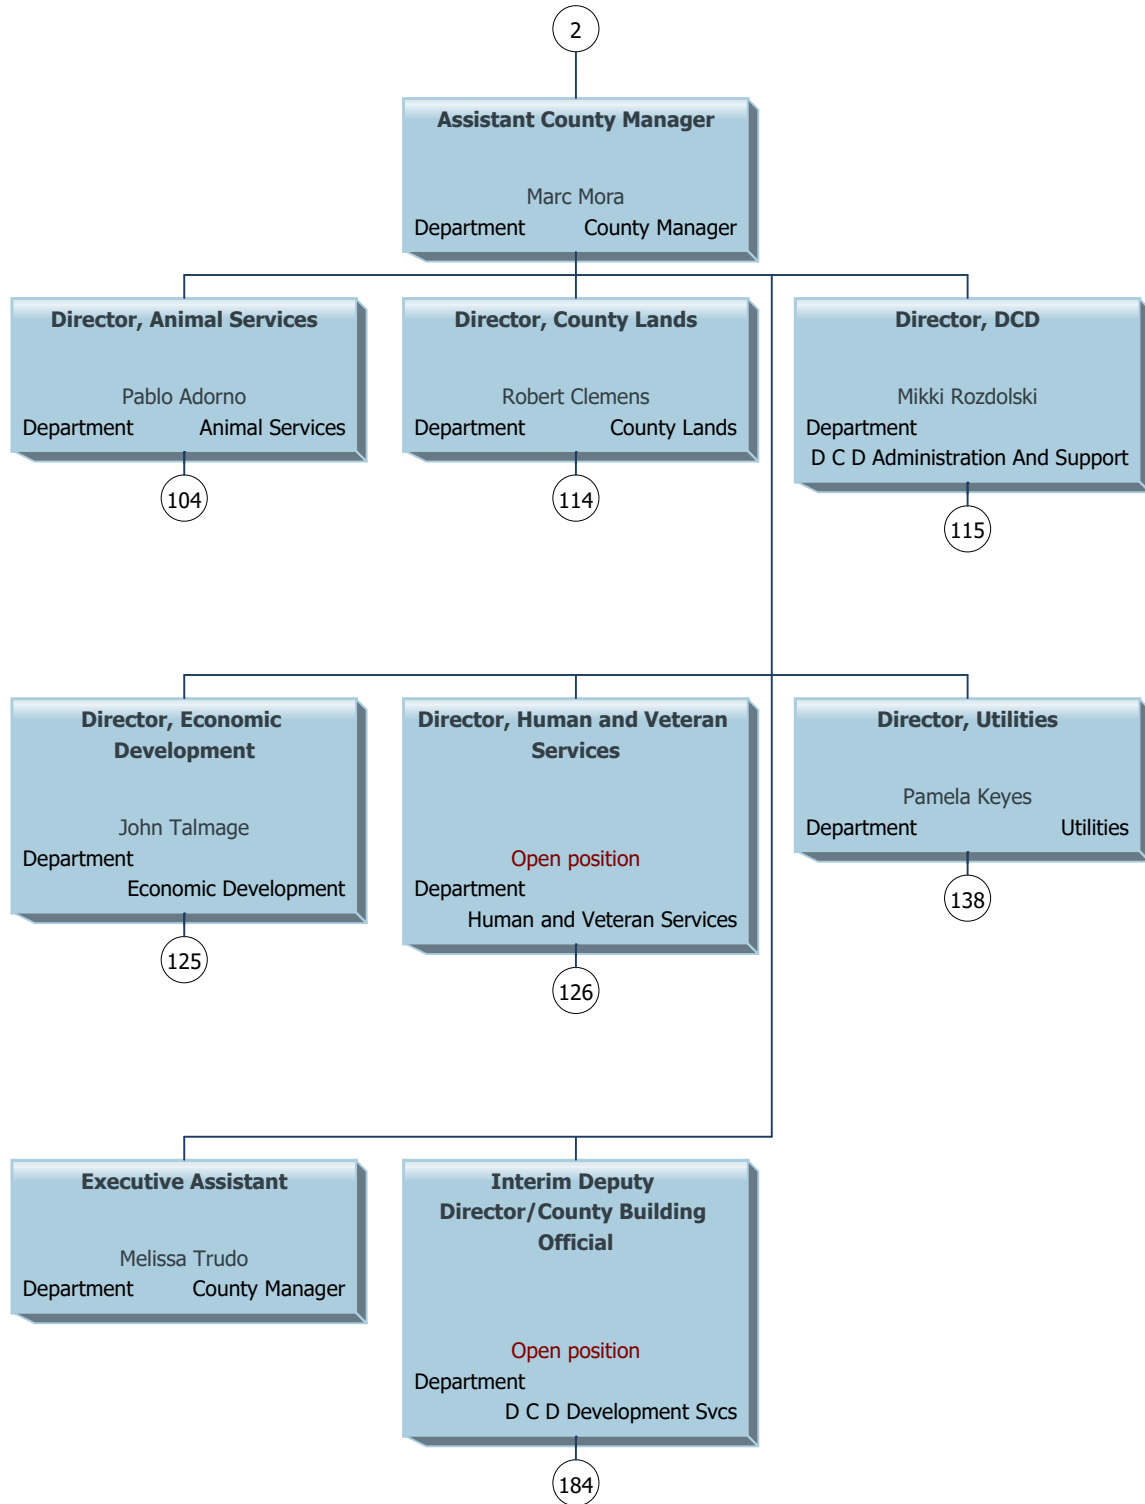 2
Assistant County Manager
Marc Mora
Department County Manager
Director, Animal Services
Pablo Adorno
Department Animal Services
104
Director, County Lands
Robert Clemens
Department County Lands
114
Director, DCD
Mikki Rozdolski
Department
D C D Administration And Support
115
Director, Economic
Development
John Talmage
Department
Economic Development
125
Director, Human and Veteran
Services
Open position
Department
Human and Veteran Services
126
Director, Utilities
Pamela Keyes
Department Utilities
138
Executive Assistant
Melissa Trudo
Department County Manager
Interim Deputy
Director/County Building
Official
Open position
Department
D C D Development Svcs
184